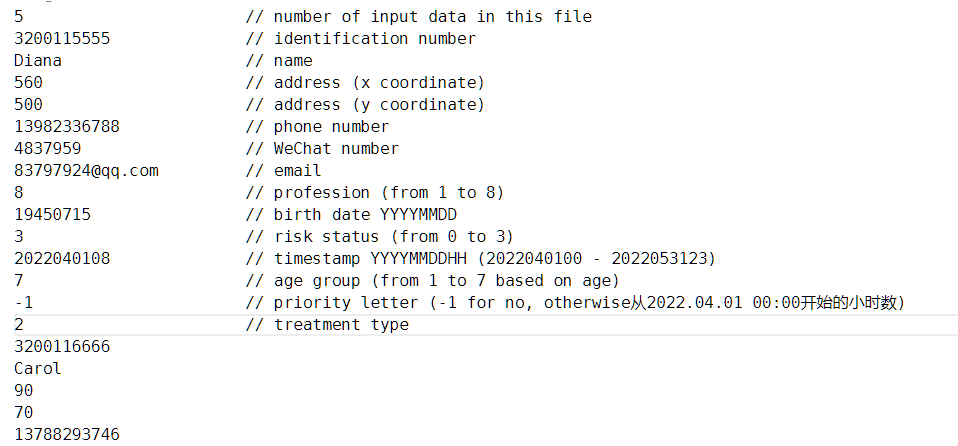 5 // number of input data in this file
3200115555 // identification number
Diana // name
560 // address (x coordinate)
500 // address (y coordinate)
13982336788 // phone number
4837959 // WeChat number
83797924@qq.com // email
8 // profession (from 1 to 8)
19450715 // birth date YYYYMMDD
3 // risk status (from 0 to 3)
2022040108 // timestamp YYYYMMDDHH (2022040100 - 2022053123)
7 // age group (from 1 to 7 based on age)
-1 // priority letter (-1 for no, otherwise从2022.04.01 00:00开始的小时数)
2 // treatment type
3200116666
Carol
90
70
13788293746